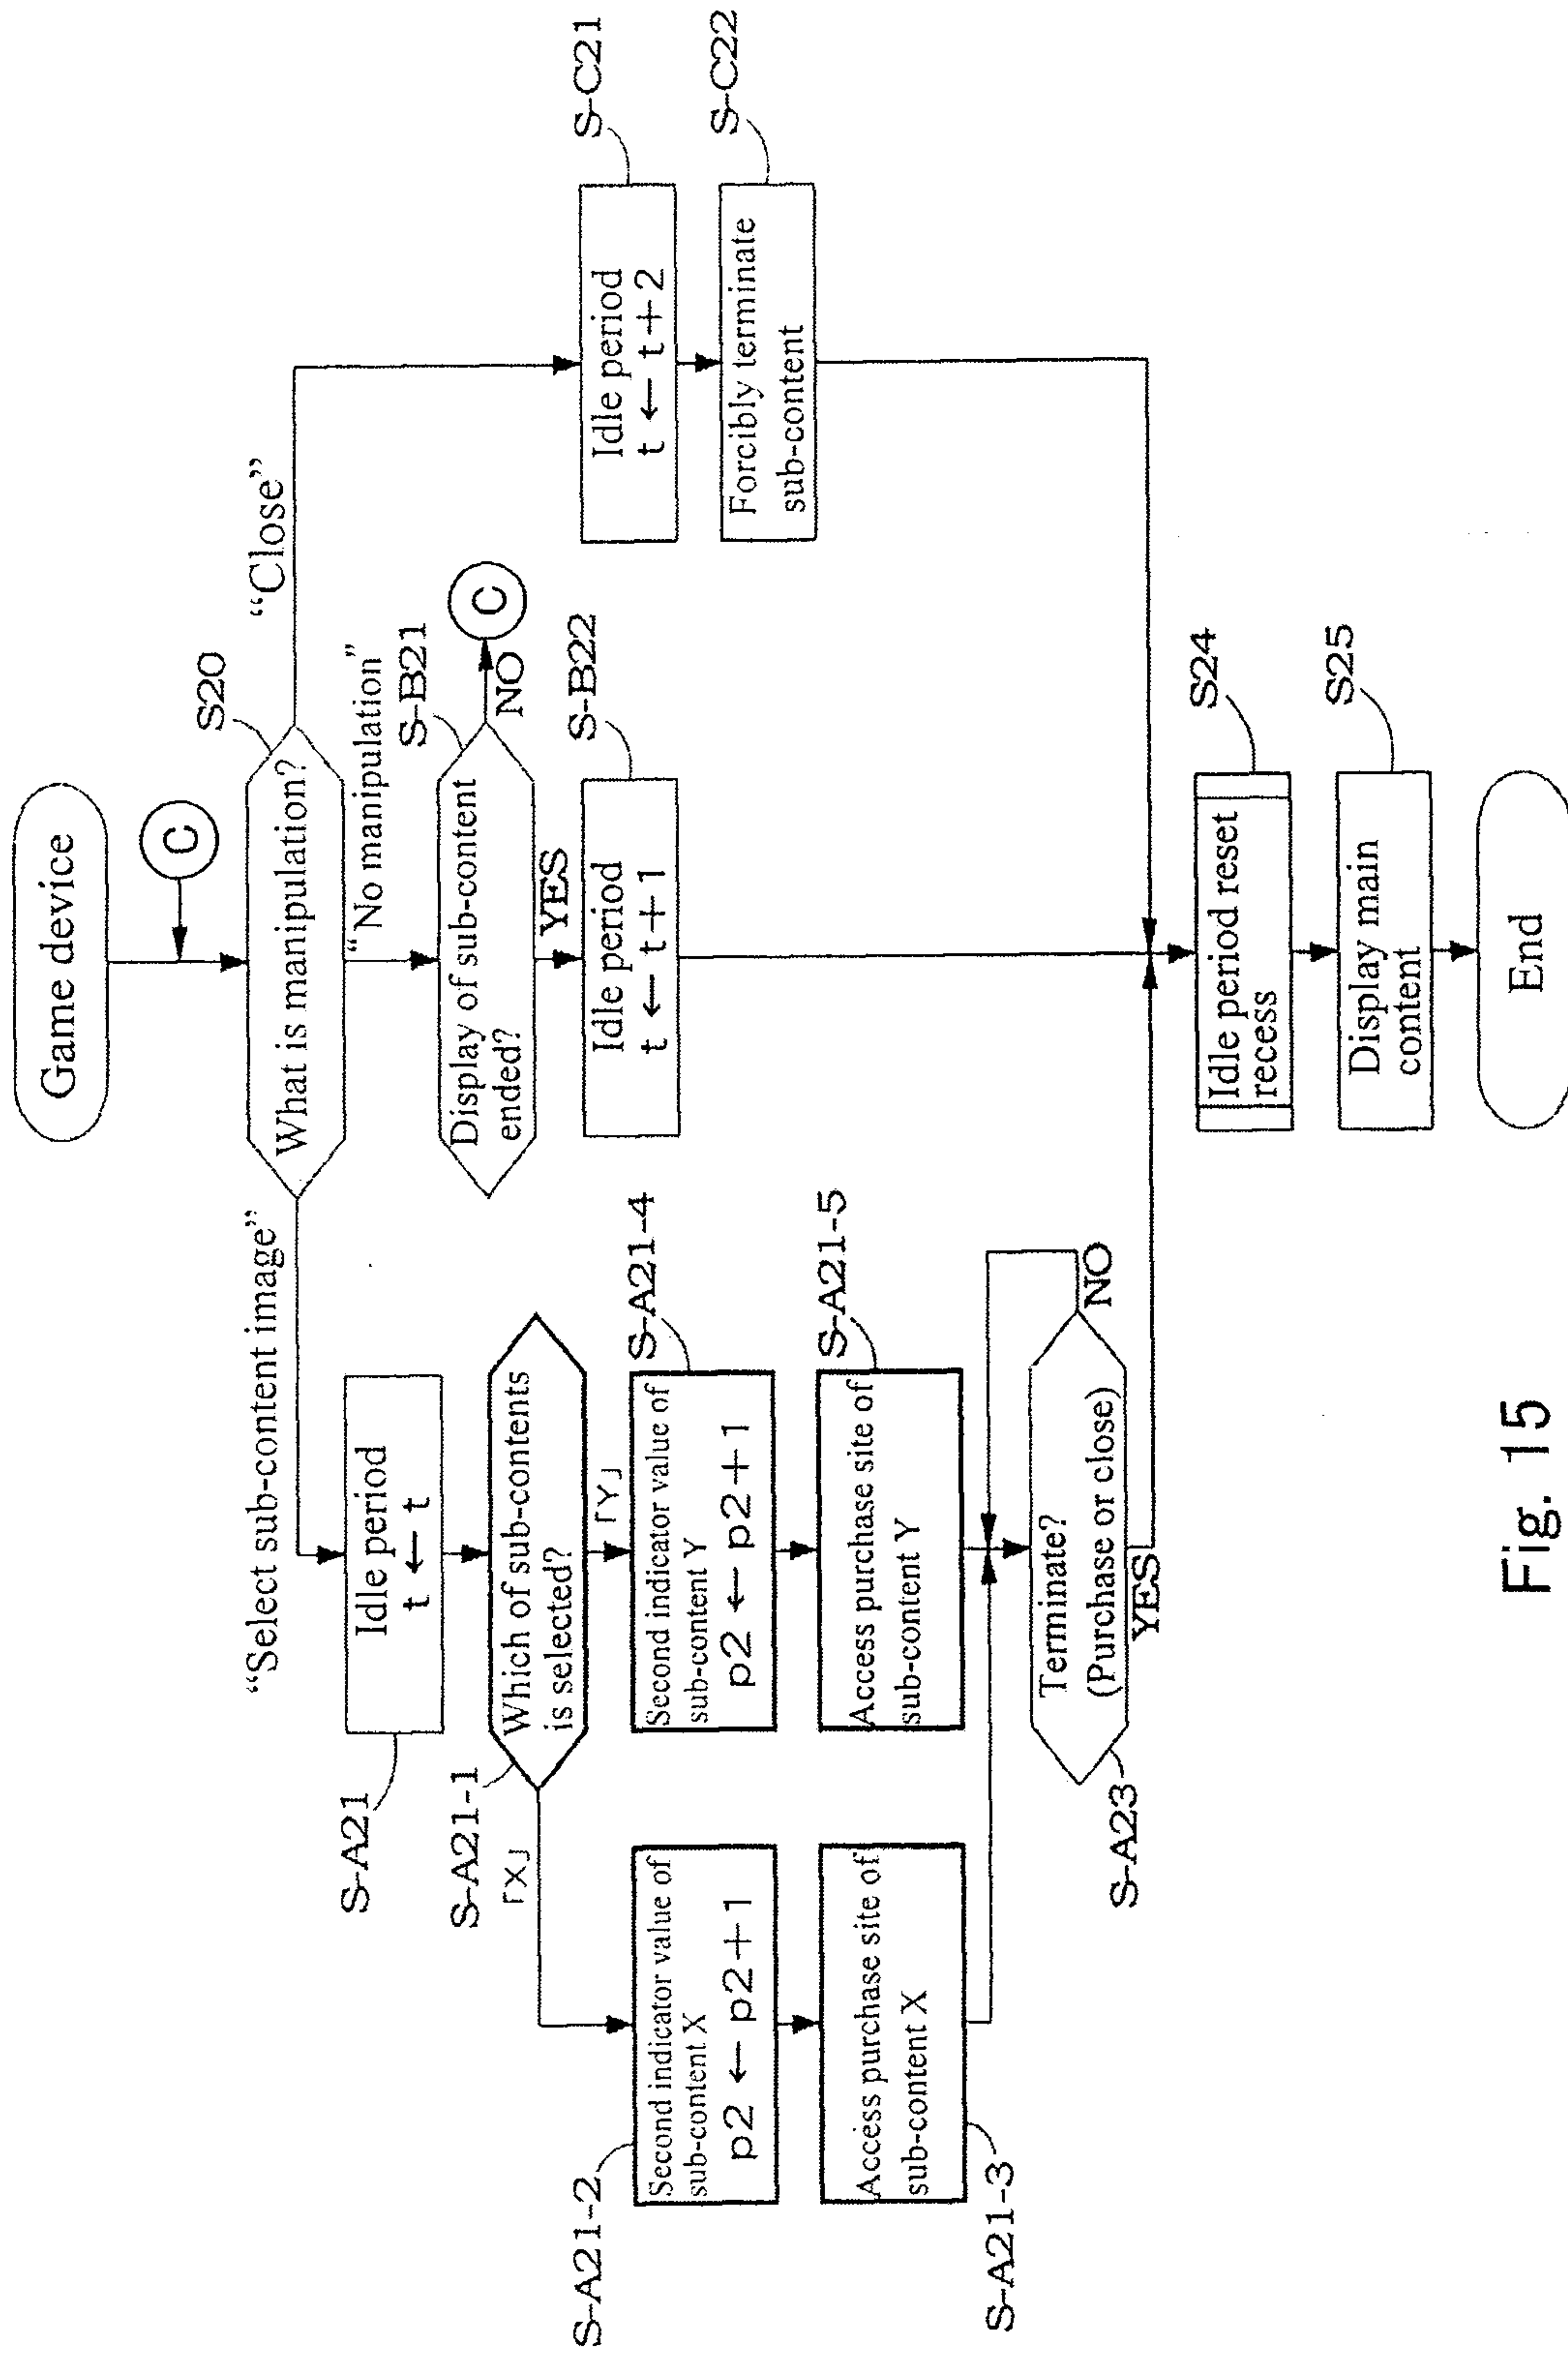 Game device
C
S20
What is manipulation?
“Select sub-content image”
“No manipulation”
“Close”
S-A21
Idle period
t ← t
S-A21-1
Which of sub-contents
is selected?
「X」
「Y」
S-A21-2
Second indicator value of
sub-content X
p2 ← p2+1
S-A21-3
Access purchase site of
sub-content X
S-A21-4
Second indicator value of
sub-content Y
p2 ← p2+1
S-A21-5
Access purchase site of
sub-content Y
S-A23
Terminate?
(Purchase or close)
NO
YES
S-B21
Display of sub-content
ended?
NO
C
YES
S-B22
Idle period
t ← t+1
S-C21
Idle period
t ← t+2
S-C22
Forcibly terminate
sub-content
S24
Idle period reset
recess
S25
Display main
content
End
Fig. 15